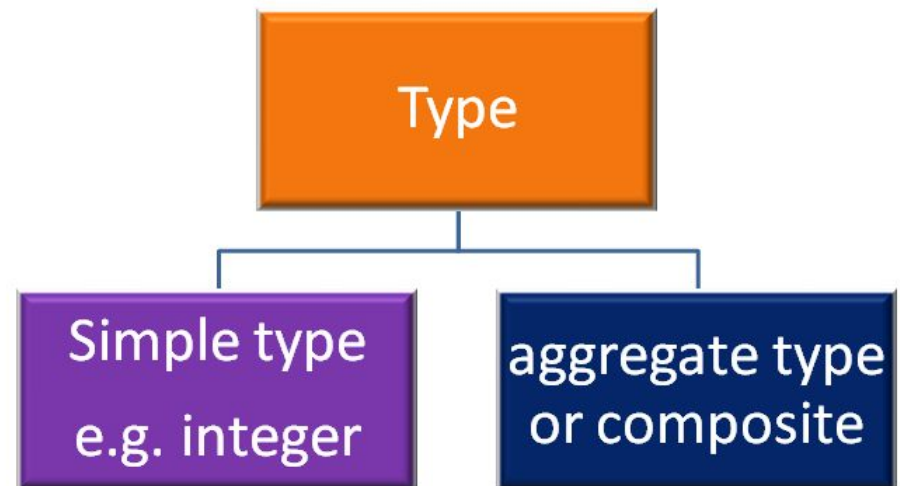 Type
Simple type
e.g. integer
aggregate type
or composite